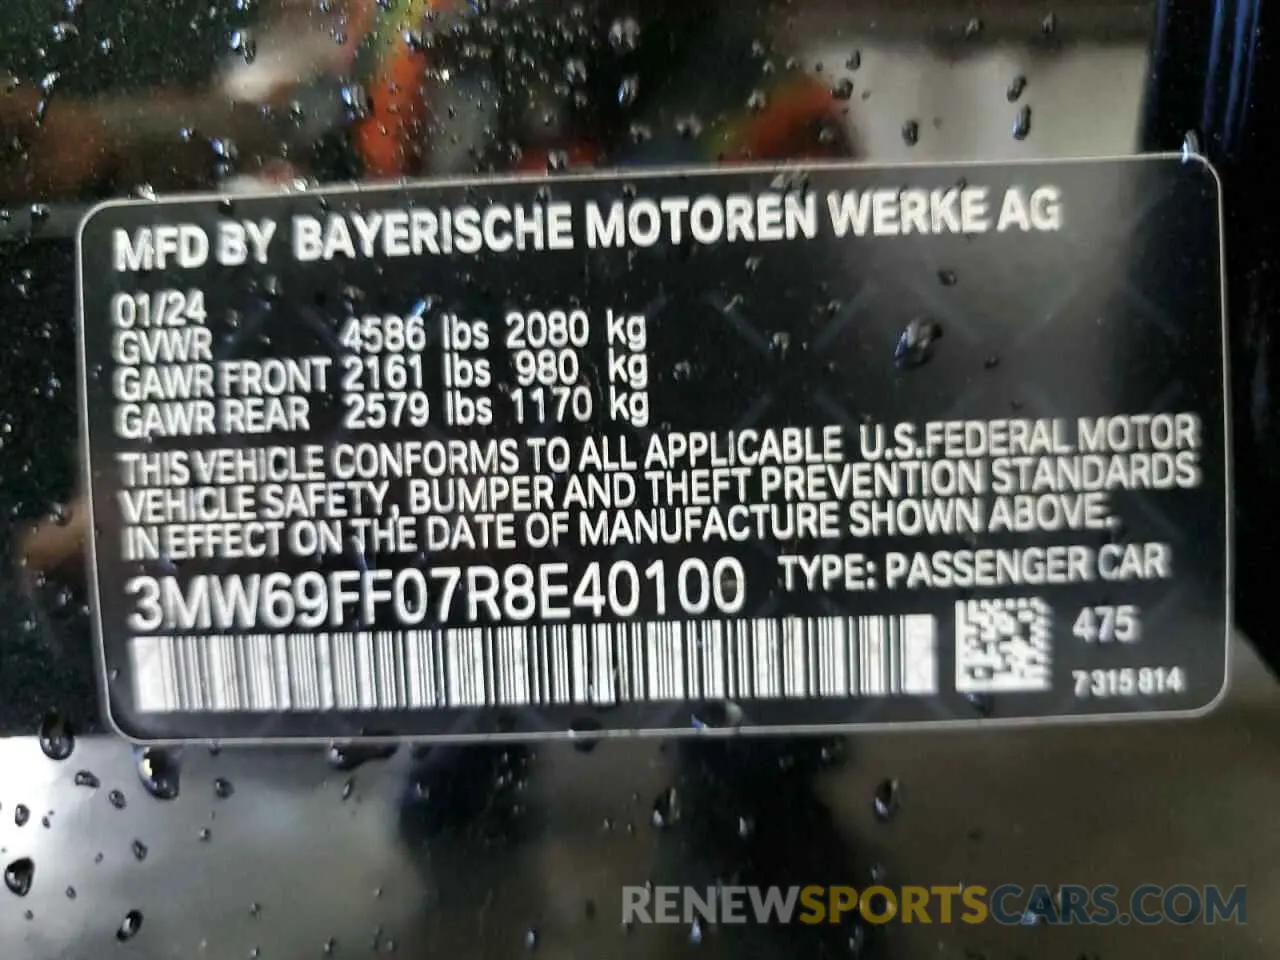 MFD BY BAYERISCHE MOTOREN WERKE AG
01/24
GVWR 4586 lbs 2080 kg
GAWR FRONT 2161 lbs 980 kg
GAWR REAR 2579 lbs 1170 kg
THIS VEHICLE CONFORMS TO ALL APPLICABLE U.S.FEDERAL MOTOR
VEHICLE SAFETY, BUMPER AND THEFT PREVENTION STANDARDS
IN EFFECT ON THE DATE OF MANUFACTURE SHOWN ABOVE.
3MW69FF07R8E40100 TYPE: PASSENGER CAR
475
7315814
RENEWSPORTSCARS.COM